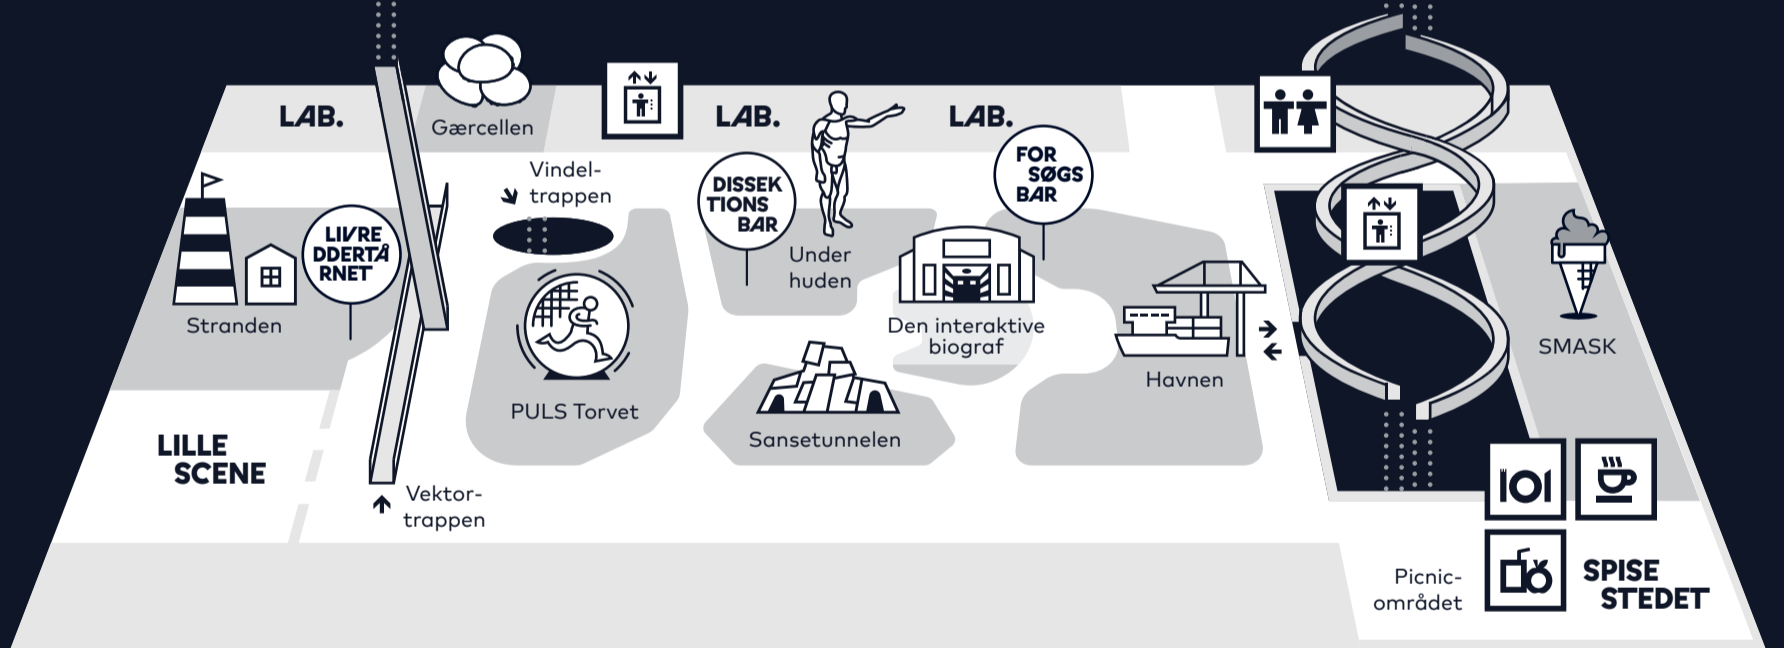 LAB.
Gærcellen
LAB.
LAB.
Vindel-
trappen
DISSEK
TIONS
BAR
FOR
SØGS
BAR
LIVRE
DDERTÅ
RNET
Stranden
Under
huden
Den interaktive
biograf
Havnen
SMASK
PULS Torvet
Sansetunnelen
LILLE
SCENE
Vektor-
trappen
Picnic-
området
SPISE
STEDET